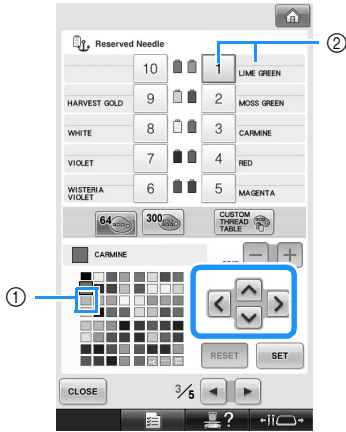 Reserved Needle
②
10 1 LIME GREEN
HARVEST GOLD 9 2 MOSS GREEN
WHITE 8 3 CARMINE
VIOLET 7 4 RED
WISTERIA VIOLET 6 5 MAGENTA
64 300 CUSTOM THREAD TABLE
CARMINE - +
①
RESET SET
CLOSE 3/5
?